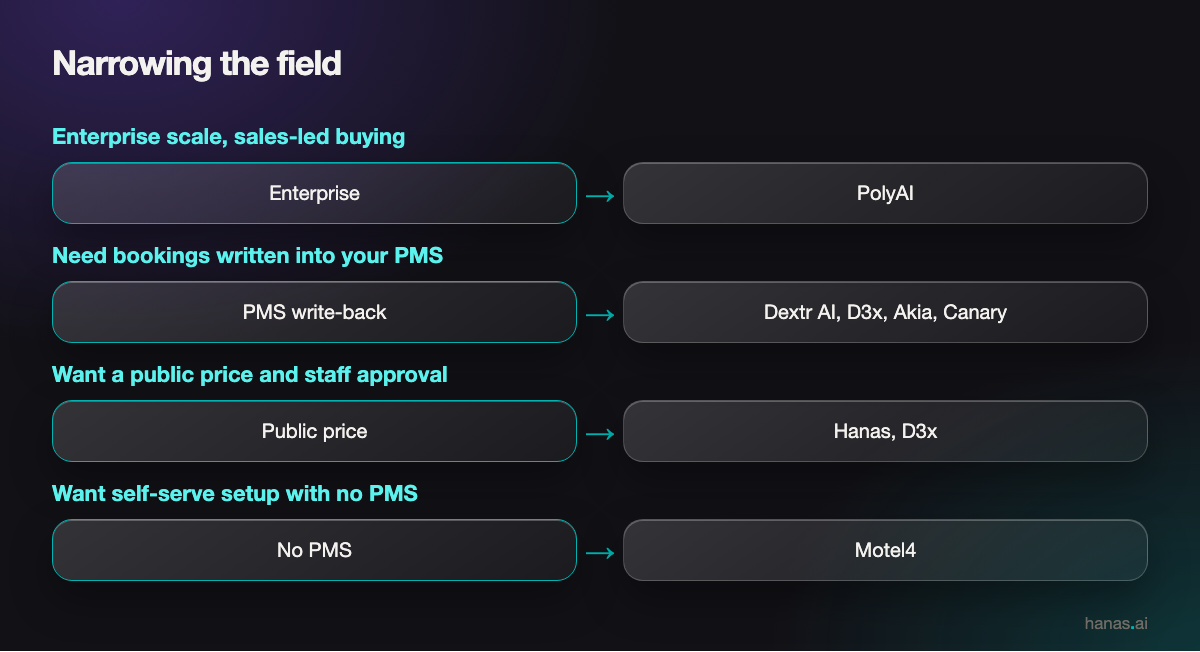 Narrowing the field
Enterprise scale, sales-led buying
Enterprise → PolyAI
Need bookings written into your PMS
PMS write-back → Dextr AI, D3x, Akia, Canary
Want a public price and staff approval
Public price → Hanas, D3x
Want self-serve setup with no PMS
No PMS → Motel4
hanas.ai